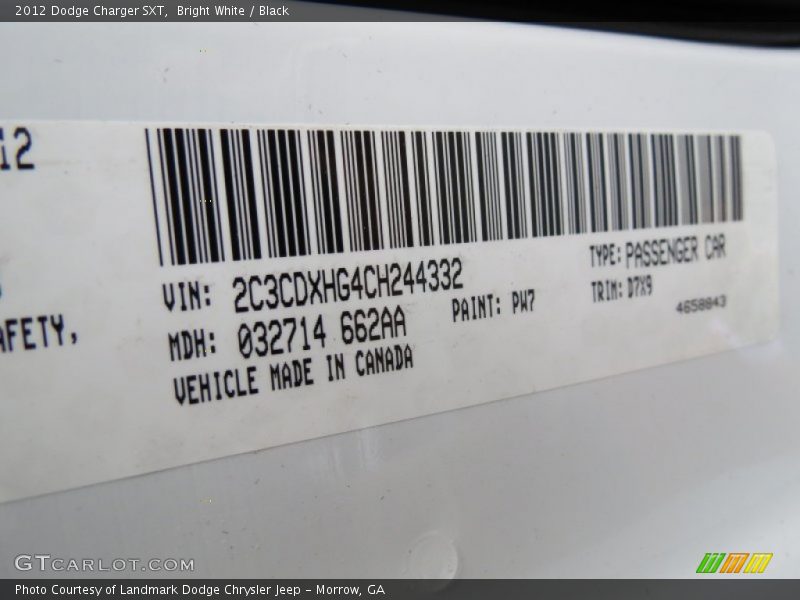 2012 Dodge Charger SXT,  Bright White / Black
12
AFETY,
VIN: 2C3CDXHG4CH244332
TYPE: PASSENGER CAR
MDH: 032714 662AA
PAINT: PW7
TRIM: D7X9
VEHICLE MADE IN CANADA
4658843
GTCARLOT.COM
Photo Courtesy of Landmark Dodge Chrysler Jeep – Morrow, GA